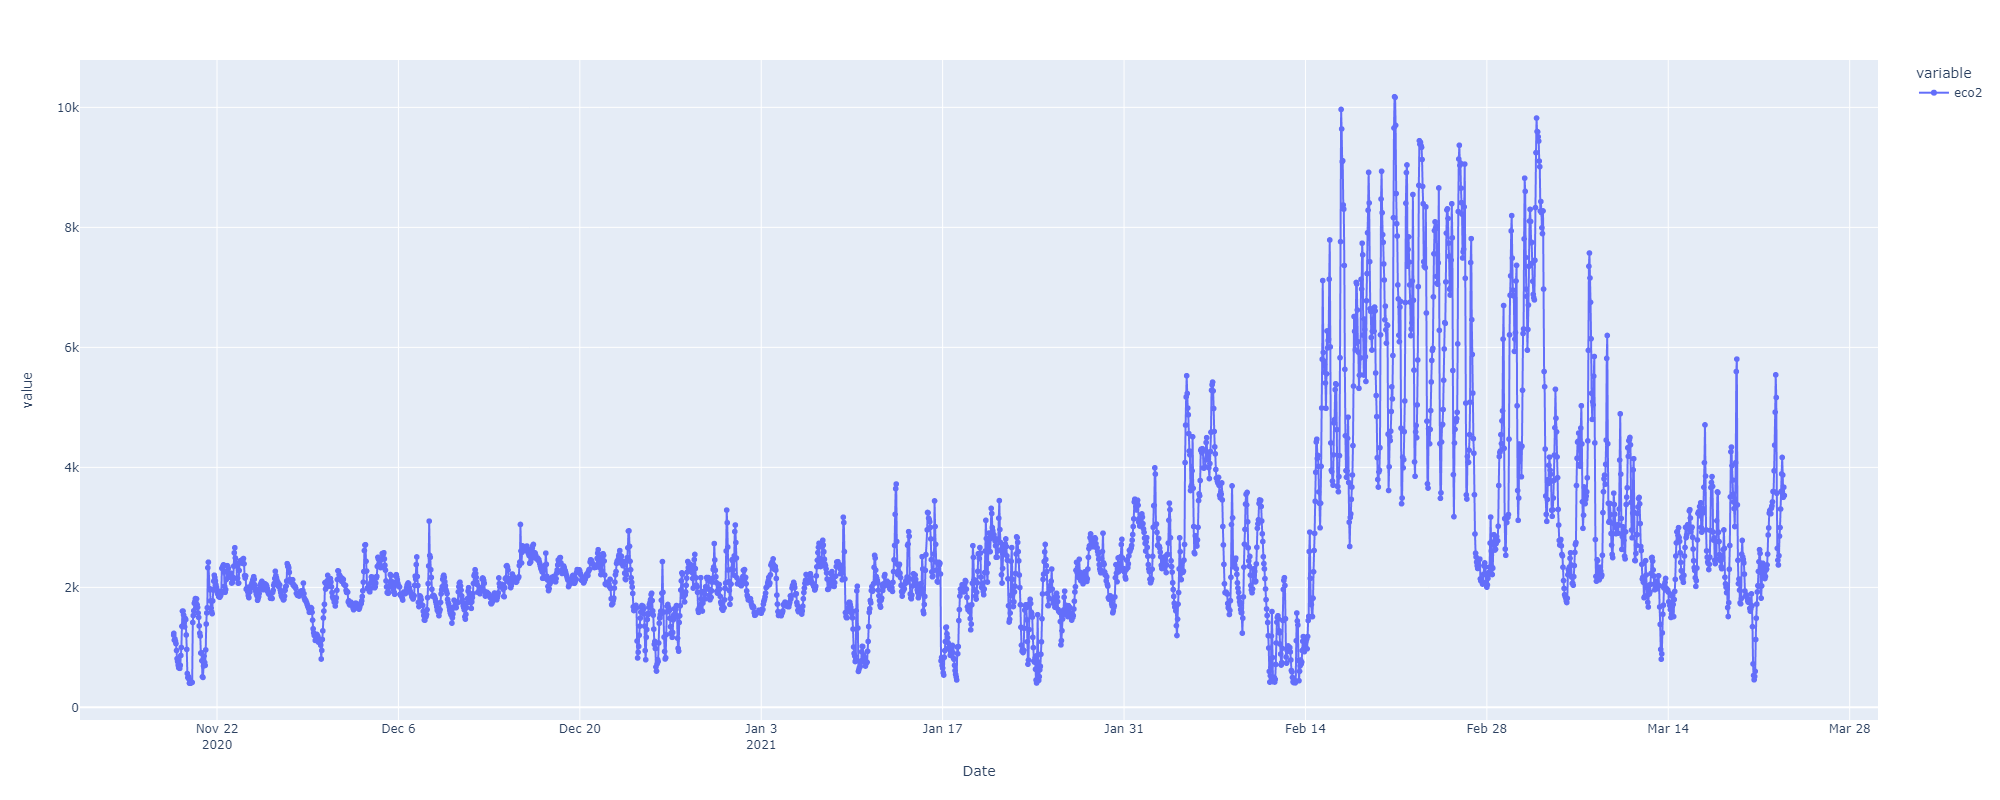 variable
eco2
10k
8k
6k
4k
2k
0
value
Nov 22
2020
Dec 6
Dec 20
Jan 3
2021
Jan 17
Jan 31
Feb 14
Feb 28
Mar 14
Mar 28
Date